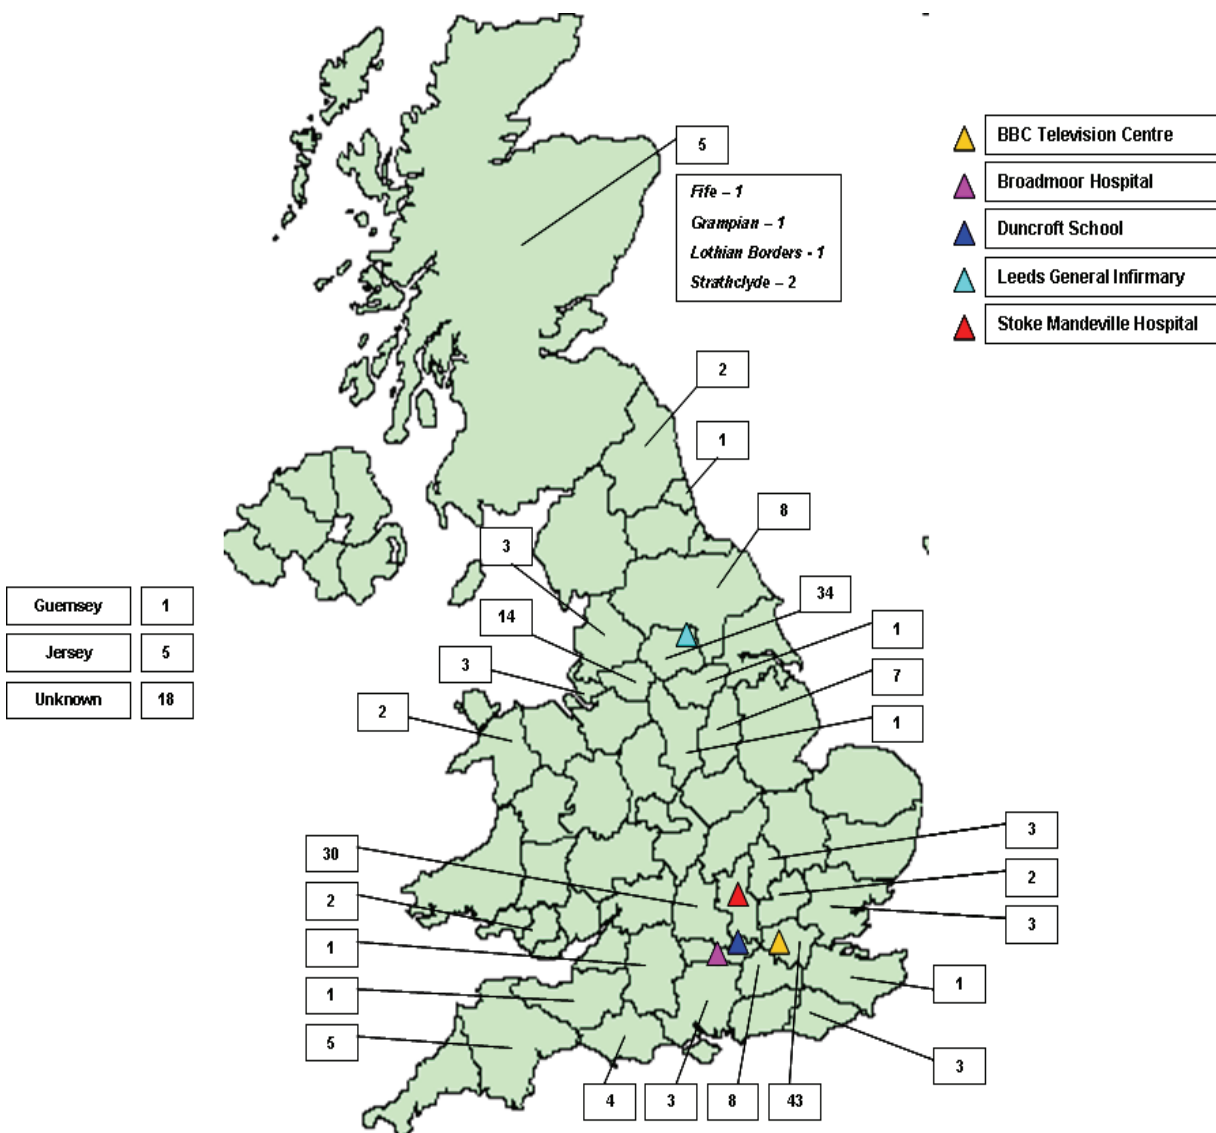 5
Fife – 1
Grampian – 1
Lothian Borders - 1
Strathclyde – 2
BBC Television Centre
Broadmoor Hospital
Duncroft School
Leeds General Infirmary
Stoke Mandeville Hospital
2
1
8
3
34
14
1
3
7
2
1
Guernsey 1
Jersey 5
Unknown 18
3
30
2
2
3
1
1
1
5
3
4
3
8
43